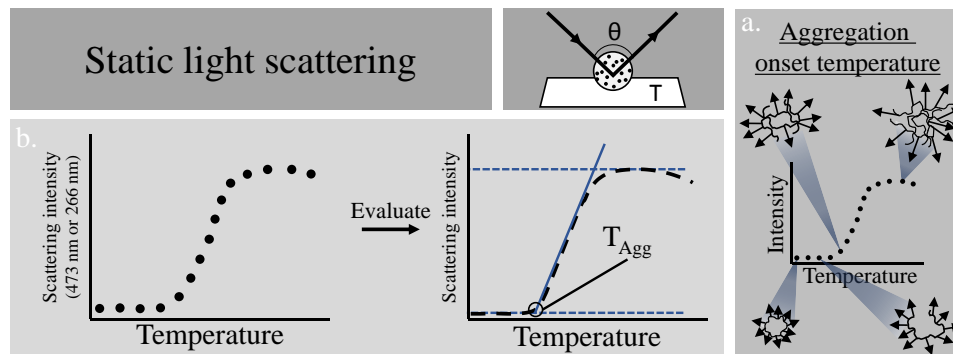 Static light scattering
θ
T
a.
Aggregation
onset temperature
Intensity
Temperature
b.
Scattering intensity
(473 nm or 266 nm)
Temperature
Evaluate
Scattering intensity
T_Agg
Temperature